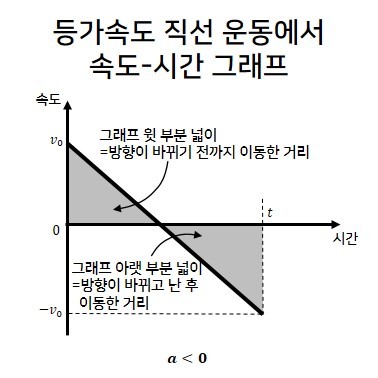 등가속도 직선 운동에서
속도-시간 그래프
속도
v₀
그래프 윗 부분 넓이
=방향이 바뀌기 전까지 이동한 거리
t
0
시간
그래프 아랫 부분 넓이
=방향이 바뀌고 난 후
이동한 거리
−v₀
a < 0